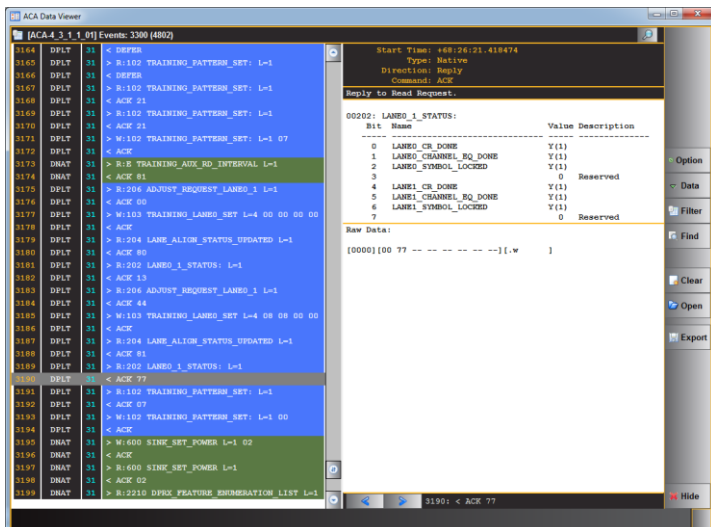 ACA Data Viewer
[ACA-4_3_1_1_01] Events: 3300 (4802)
3164 DPLT 31 < DEFER
3165 DPLT 31 > R:102 TRAINING_PATTERN_SET: L=1
3166 DPLT 31 < DEFER
3167 DPLT 31 > R:102 TRAINING_PATTERN_SET: L=1
3168 DPLT 31 < ACK 21
3169 DPLT 31 > R:102 TRAINING_PATTERN_SET: L=1
3170 DPLT 31 < ACK 21
3171 DPLT 31 > W:102 TRAINING_PATTERN_SET: L=1 07
3172 DPLT 31 < ACK
3173 DNAT 31 > R:E TRAINING_AUX_RD_INTERVAL L=1
3174 DNAT 31 < ACK 81
3175 DPLT 31 > R:206 ADJUST_REQUEST_LANE0_1 L=1
3176 DPLT 31 < ACK 00
3177 DPLT 31 > W:103 TRAINING_LANE0_SET L=4 00 00 00 00
3178 DPLT 31 < ACK
3179 DPLT 31 > R:204 LANE_ALIGN_STATUS_UPDATED L=1
3180 DPLT 31 < ACK 80
3181 DPLT 31 > R:202 LANE0_1_STATUS: L=1
3182 DPLT 31 < ACK 13
3183 DPLT 31 > R:206 ADJUST_REQUEST_LANE0_1 L=1
3184 DPLT 31 < ACK 44
3185 DPLT 31 > W:103 TRAINING_LANE0_SET L=4 08 08 00 00
3186 DPLT 31 < ACK
3187 DPLT 31 > R:204 LANE_ALIGN_STATUS_UPDATED L=1
3188 DPLT 31 < ACK 81
3189 DPLT 31 > R:202 LANE0_1_STATUS: L=1
3190 DPLT 31 < ACK 77
3191 DPLT 31 > R:102 TRAINING_PATTERN_SET: L=1
3192 DPLT 31 < ACK 07
3193 DPLT 31 > W:102 TRAINING_PATTERN_SET: L=1 00
3194 DPLT 31 < ACK
3195 DNAT 31 > W:600 SINK_SET_POWER L=1 02
3196 DNAT 31 < ACK
3197 DNAT 31 > R:600 SINK_SET_POWER L=1
3198 DNAT 31 < ACK 02
3199 DNAT 31 > R:2210 DPRX_FEATURE_ENUMERATION_LIST L=1
Start Time: +68:26:21.418474
Type: Native
Direction: Reply
Command: ACK
Reply to Read Request.
00202: LANE0_1_STATUS:
Bit Name Value Description
0 LANE0_CR_DONE Y(1)
1 LANE0_CHANNEL_EQ_DONE Y(1)
2 LANE0_SYMBOL_LOCKED Y(1)
3 0 Reserved
4 LANE1_CR_DONE Y(1)
5 LANE1_CHANNEL_EQ_DONE Y(1)
6 LANE1_SYMBOL_LOCKED Y(1)
7 0 Reserved
Raw Data:
[0000][00 77 -- -- -- -- -- --][.w ]
3190: < ACK 77
Option
Data
Filter
Find
Clear
Open
Export
Hide